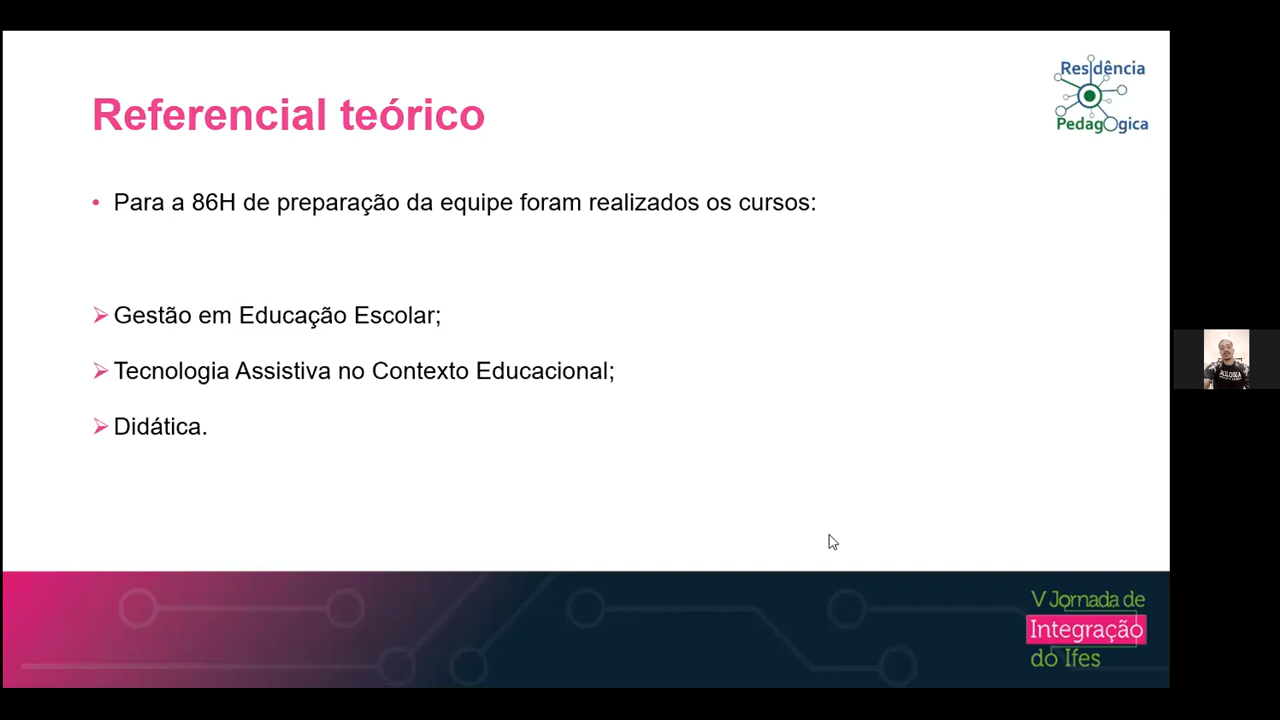 Residência
Pedagógica
Referencial teórico
• Para a 86H de preparação da equipe foram realizados os cursos:
➢ Gestão em Educação Escolar;
➢ Tecnologia Assistiva no Contexto Educacional;
➢ Didática.
V Jornada de
Integração
do Ifes